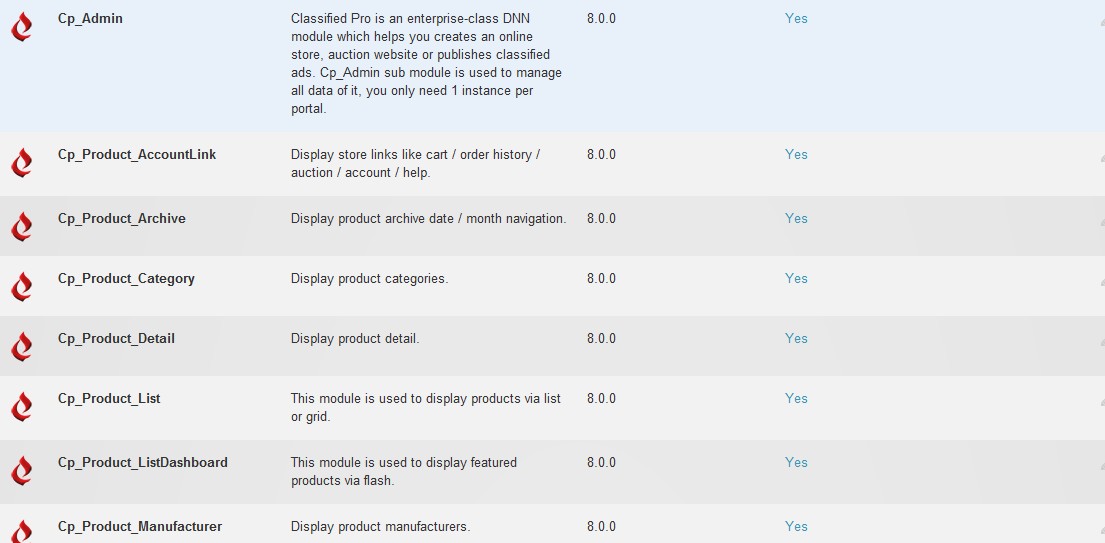 Cp_Admin
Classified Pro is an enterprise-class DNN
module which helps you creates an online
store, auction website or publishes classified
ads. Cp_Admin sub module is used to manage
all data of it, you only need 1 instance per
portal.
8.0.0
Yes
Cp_Product_AccountLink
Display store links like cart / order history /
auction / account / help.
8.0.0
Yes
Cp_Product_Archive
Display product archive date / month navigation.
8.0.0
Yes
Cp_Product_Category
Display product categories.
8.0.0
Yes
Cp_Product_Detail
Display product detail.
8.0.0
Yes
Cp_Product_List
This module is used to display products via list
or grid.
8.0.0
Yes
Cp_Product_ListDashboard
This module is used to display featured
products via flash.
8.0.0
Yes
Cp_Product_Manufacturer
Display product manufacturers.
8.0.0
Yes